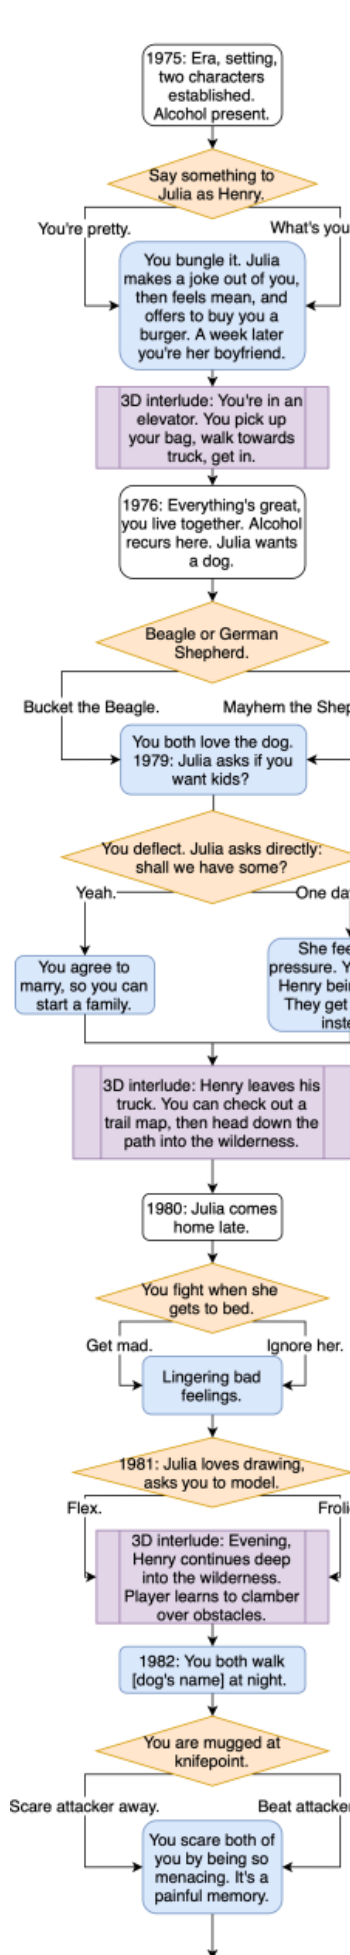 1975: Era, setting,
two characters
established.
Alcohol present.
Say something to
Julia as Henry.
You're pretty.
What's you
You bungle it. Julia
makes a joke out of you,
then feels mean, and
offers to buy you a
burger. A week later
you're her boyfriend.
3D interlude: You're in an
elevator. You pick up
your bag, walk towards
truck, get in.
1976: Everything's great,
you live together. Alcohol
recurs here. Julia wants
a dog.
Beagle or German
Shepherd.
Bucket the Beagle.
Mayhem the Shep
You both love the dog.
1979: Julia asks if you
want kids?
You deflect. Julia asks directly:
shall we have some?
Yeah.
One da
You agree to
marry, so you can
start a family.
She fee
pressure. Y
Henry bei
They get
inste
3D interlude: Henry leaves his
truck. You can check out a
trail map, then head down the
path into the wilderness.
1980: Julia comes
home late.
You fight when she
gets to bed.
Get mad.
Ignore her.
Lingering bad
feelings.
1981: Julia loves drawing,
asks you to model.
Flex.
Froli
3D interlude: Evening,
Henry continues deep
into the wilderness.
Player learns to clamber
over obstacles.
1982: You both walk
[dog's name] at night.
You are mugged at
knifepoint.
Scare attacker away.
Beat attacker
You scare both of
you by being so
menacing. It's a
painful memory.